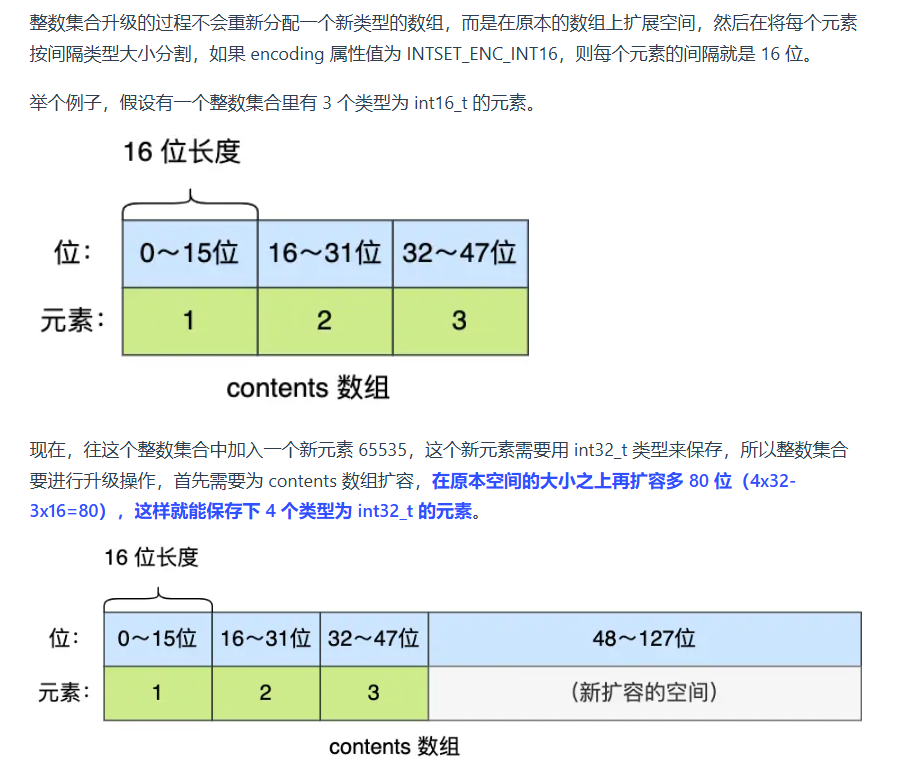 整数集合升级的过程不会重新分配一个新类型的数组，而是在原本的数组上扩展空间，然后在将每个元素
按间隔类型大小分割，如果 encoding 属性值为 INTSET_ENC_INT16，则每个元素的间隔就是 16 位。
举个例子，假设有一个整数集合里有 3 个类型为 int16_t 的元素。
16 位长度
位： 0～15位 16～31位 32～47位
元素： 1 2 3
contents 数组
现在，往这个整数集合中加入一个新元素 65535，这个新元素需要用 int32_t 类型来保存，所以整数集合
要进行升级操作，首先需要为 contents 数组扩容，在原本空间的大小之上再扩容多 80 位（4x32-
3x16=80），这样就能保存下 4 个类型为 int32_t 的元素。
16 位长度
位： 0～15位 16～31位 32～47位 48～127位
元素： 1 2 3 （新扩容的空间）
contents 数组